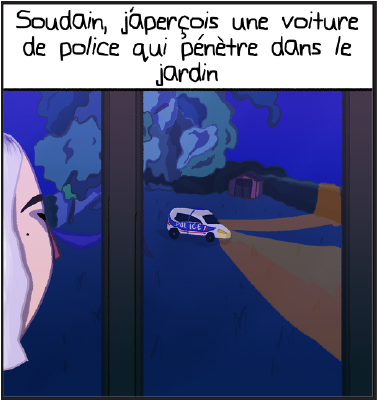 Soudain, j'aperçois une voiture
de police qui pénètre dans le
jardin
POLICE